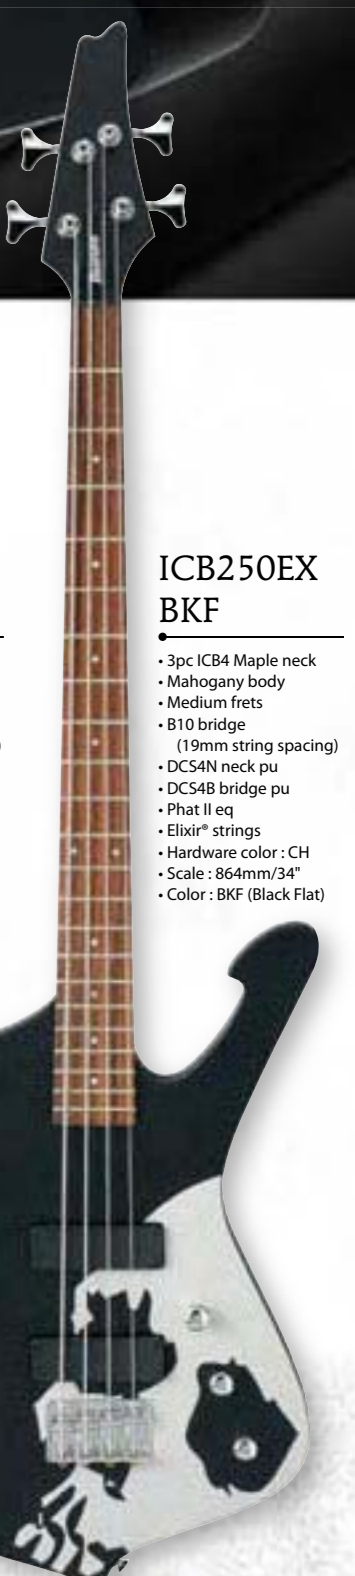 Ibanez
ICB250EX
BKF
• 3pc ICB4 Maple neck
• Mahogany body
• Medium frets
• B10 bridge
(19mm string spacing)
• DCS4N neck pu
• DCS4B bridge pu
• Phat II eq
• Elixir® strings
• Hardware color : CH
• Scale : 864mm/34"
• Color : BKF (Black Flat)